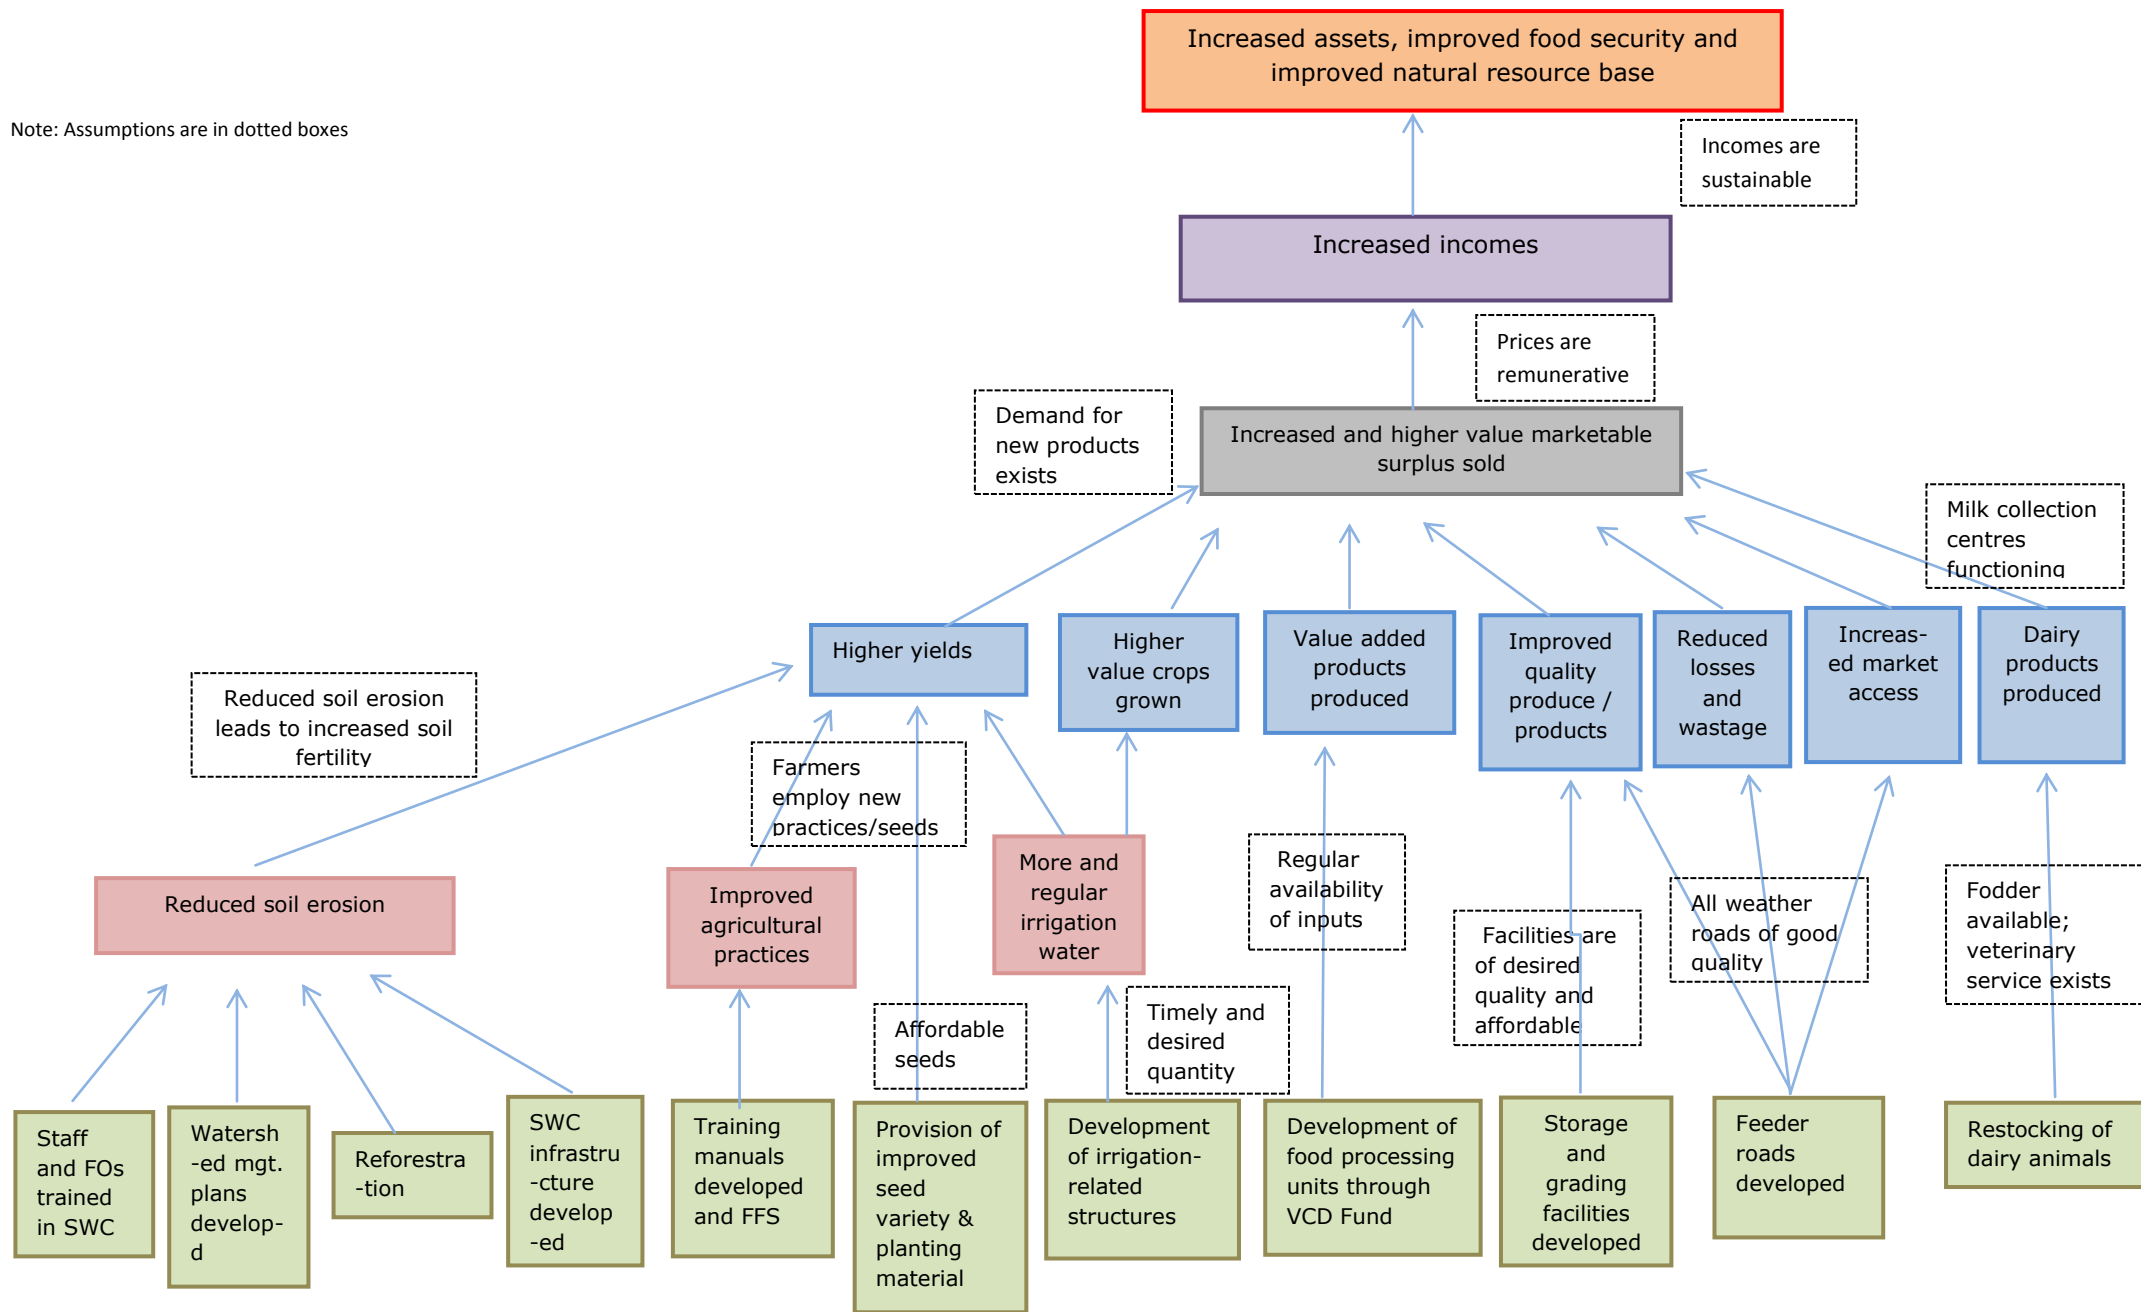 Increased assets, improved food security and
improved natural resource base
Note: Assumptions are in dotted boxes
Incomes are
sustainable
Increased incomes
Prices are
remunerative
Demand for
new products
exists
Increased and higher value marketable
surplus sold
Milk collection
centres
functioning
Higher yields
Higher
value crops
grown
Value added
products
produced
Improved
quality
produce /
products
Reduced
losses
and
wastage
Increas-
ed market
access
Dairy
products
produced
Reduced soil erosion
leads to increased soil
fertility
Farmers
employ new
practices/seeds
Reduced soil erosion
Improved
agricultural
practices
More and
regular
irrigation
water
Regular
availability
of inputs
Facilities are
of desired
quality and
affordable
All weather
roads of good
quality
Fodder
available;
veterinary
service exists
Affordable
seeds
Timely and
desired
quantity
Staff
and FOs
trained
in SWC
Watersh
-ed mgt.
plans
develop-
d
Reforestra
-tion
SWC
infrastru
-cture
develop
-ed
Training
manuals
developed
and FFS
Provision of
improved
seed
variety &
planting
material
Development
of irrigation-
related
structures
Development of
food processing
units through
VCD Fund
Storage
and
grading
facilities
developed
Feeder
roads
developed
Restocking of
dairy animals